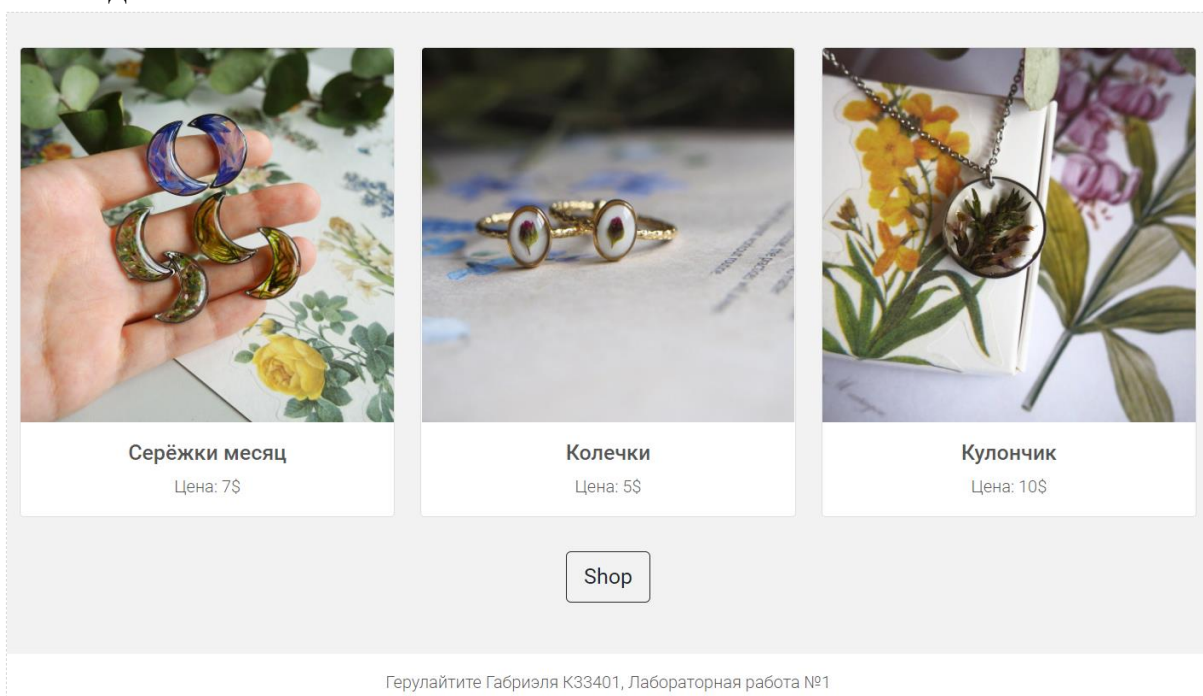 Серёжки месяц
Цена: 7$
Колечки
Цена: 5$
Кулончик
Цена: 10$
Shop
Герулайтите Габриэля К33401, Лабораторная работа №1